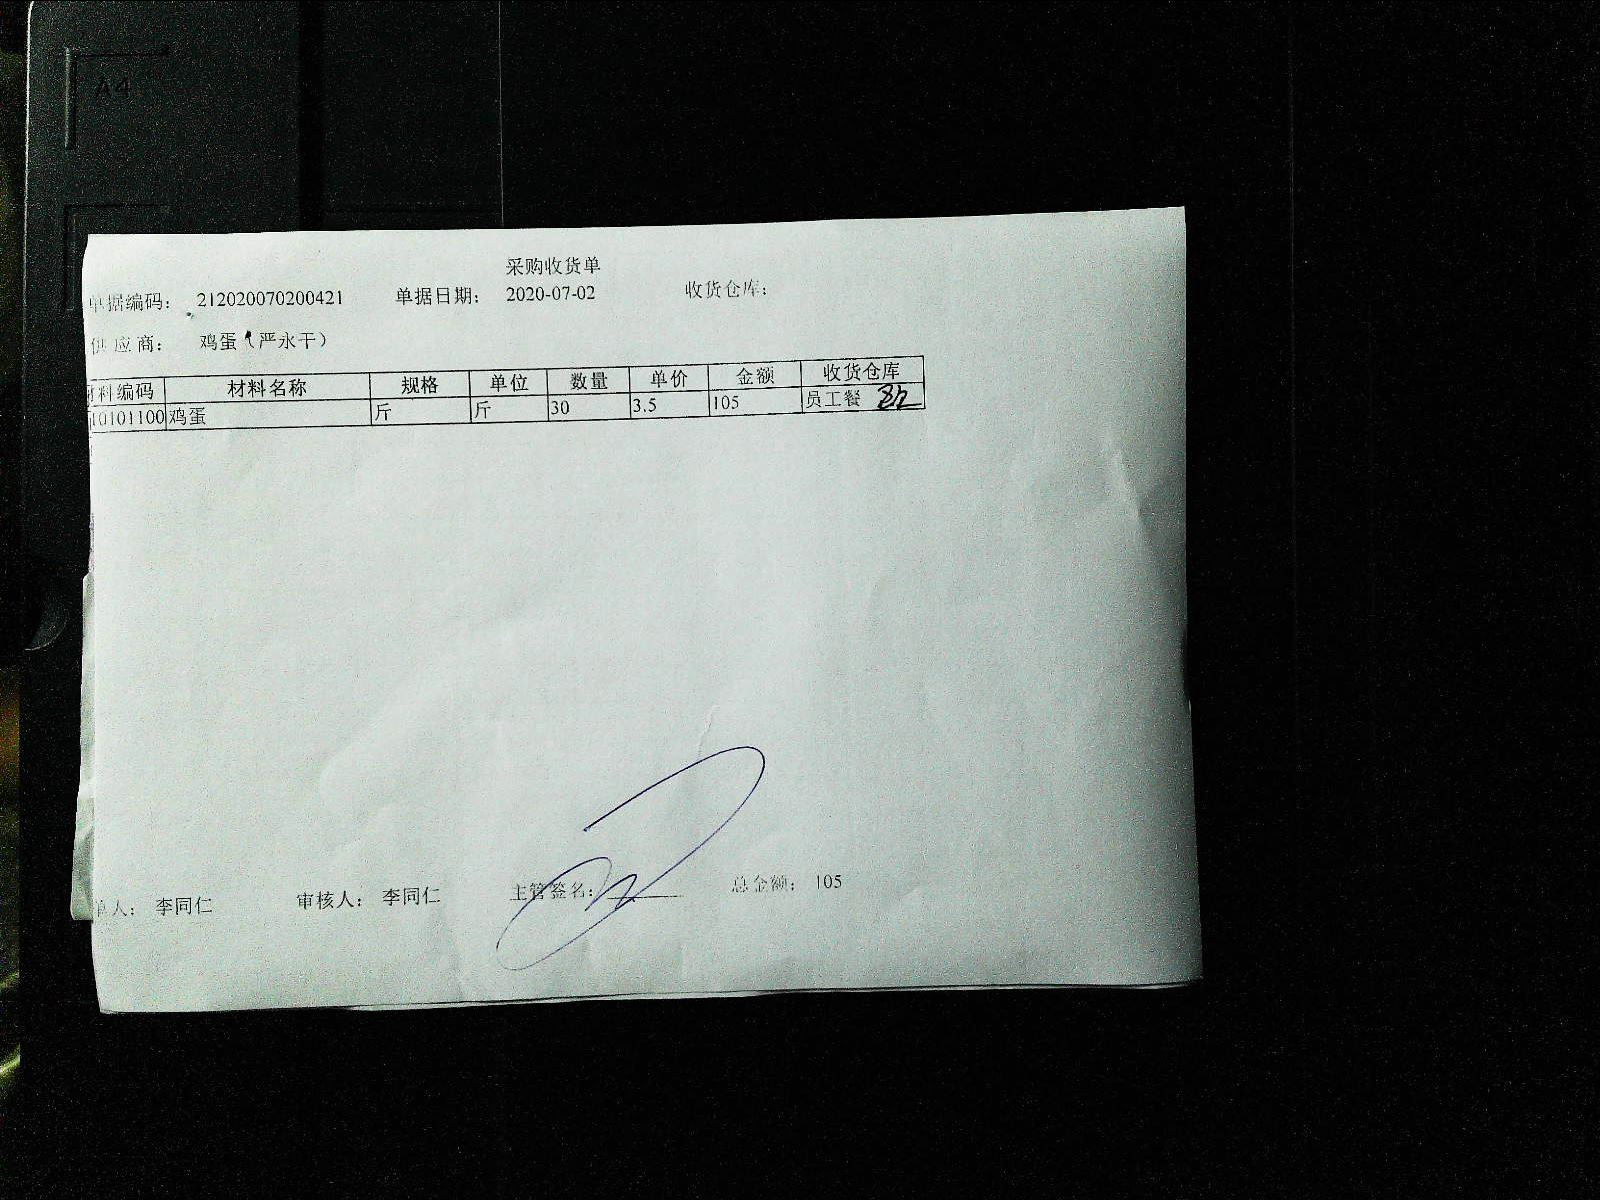 A4
采购收货单
单据编码： 212020070200421 单据日期： 2020-07-02 收货仓库：
供 应 商： 鸡蛋（严永干）
材料编码 材料名称 规格 单位 数量 单价 金额 收货仓库
10101100 鸡蛋 斤 斤 30 3.5 105 员工餐
单人： 李同仁 审核人： 李同仁 主管签名： 总金额： 105